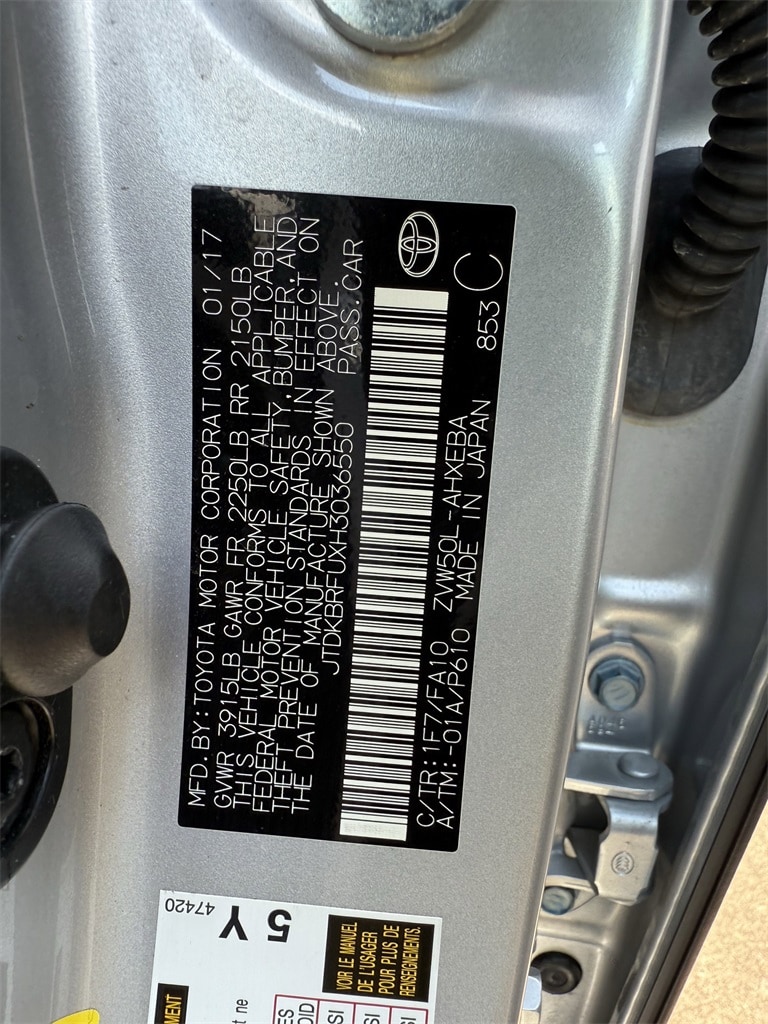 MFD. BY: TOYOTA MOTOR CORPORATION 01/17
GVWR 3915LB GAWR FR 2250LB RR 2150LB
THIS VEHICLE CONFORMS TO ALL APPLICABLE
FEDERAL MOTOR VEHICLE SAFETY, BUMPER, AND
THEFT PREVENTION STANDARDS IN EFFECT ON
THE DATE OF MANUFACTURE SHOWN ABOVE.
JTDKBRFUXH3036550 PASS. CAR
C/TR: 1F7/FA10 ZVW50L-AHXEBA 853 C
A/TM: -01A/P610 MADE IN JAPAN
47420
5 Y
VOIR LE MANUEL
DE L'USAGER
POUR PLUS DE
RENSEIGNEMENTS.